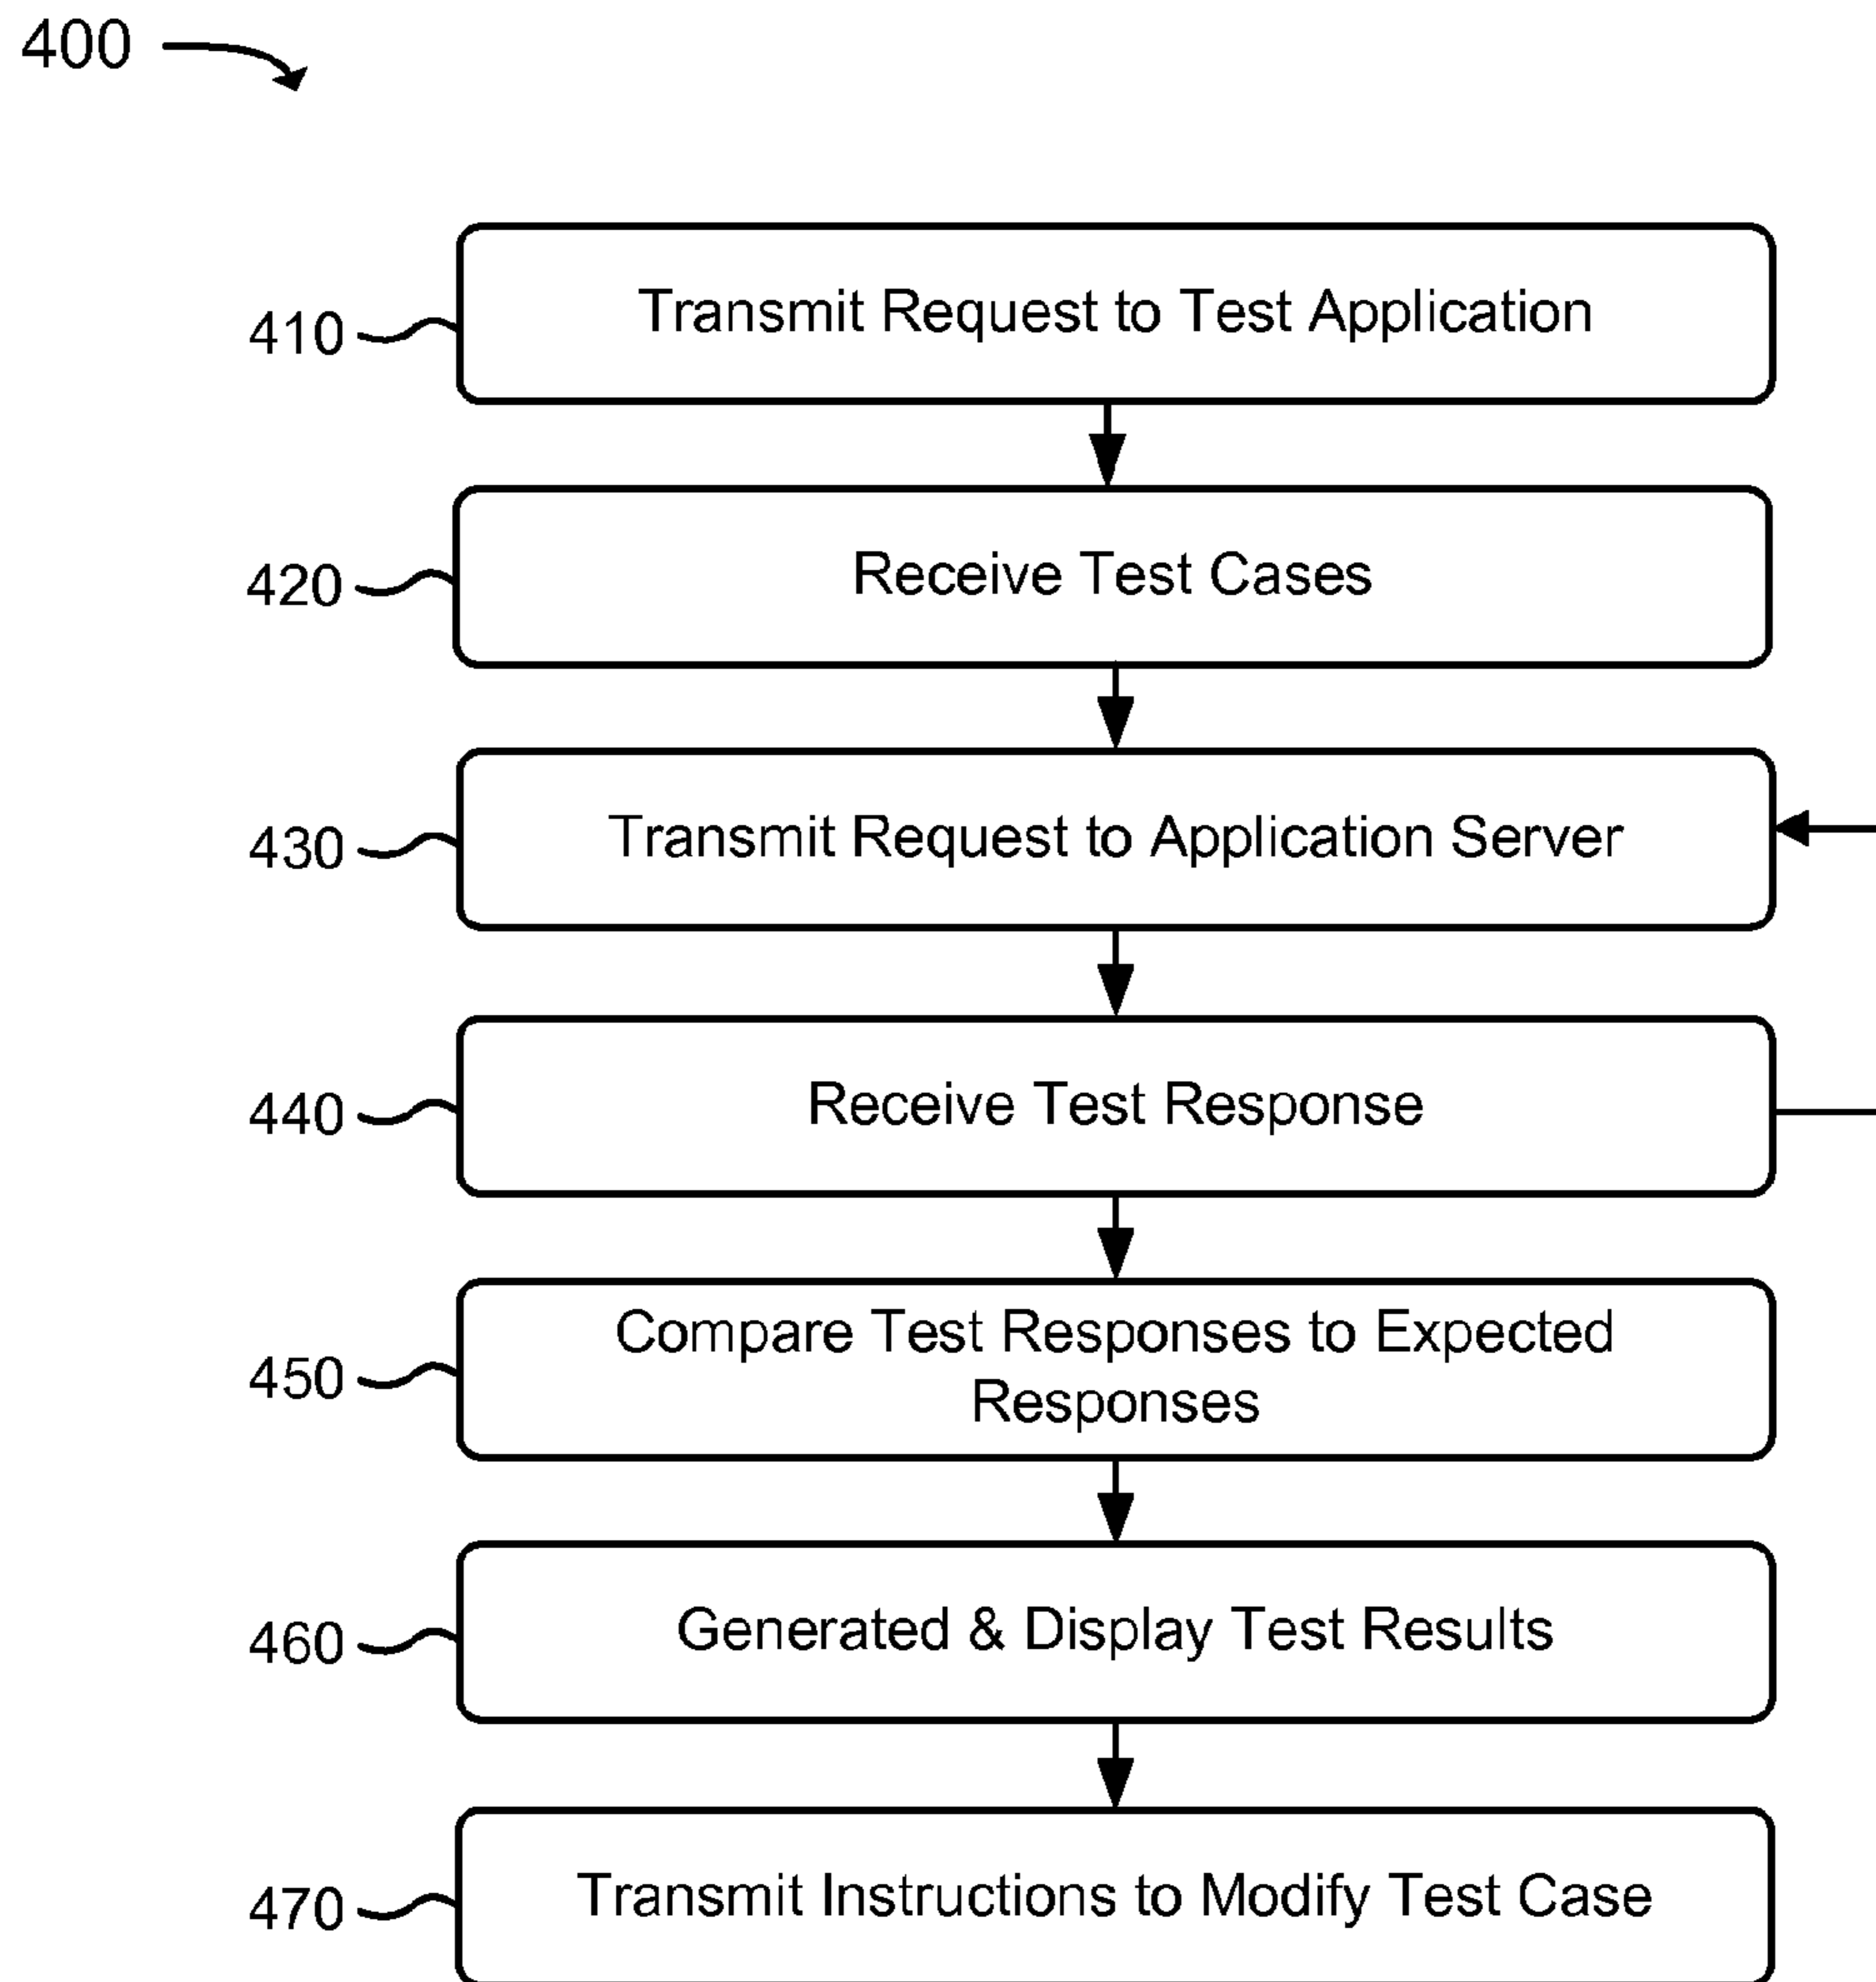 400
410
Transmit Request to Test Application
420
Receive Test Cases
430
Transmit Request to Application Server
440
Receive Test Response
450
Compare Test Responses to Expected
Responses
460
Generated & Display Test Results
470
Transmit Instructions to Modify Test Case